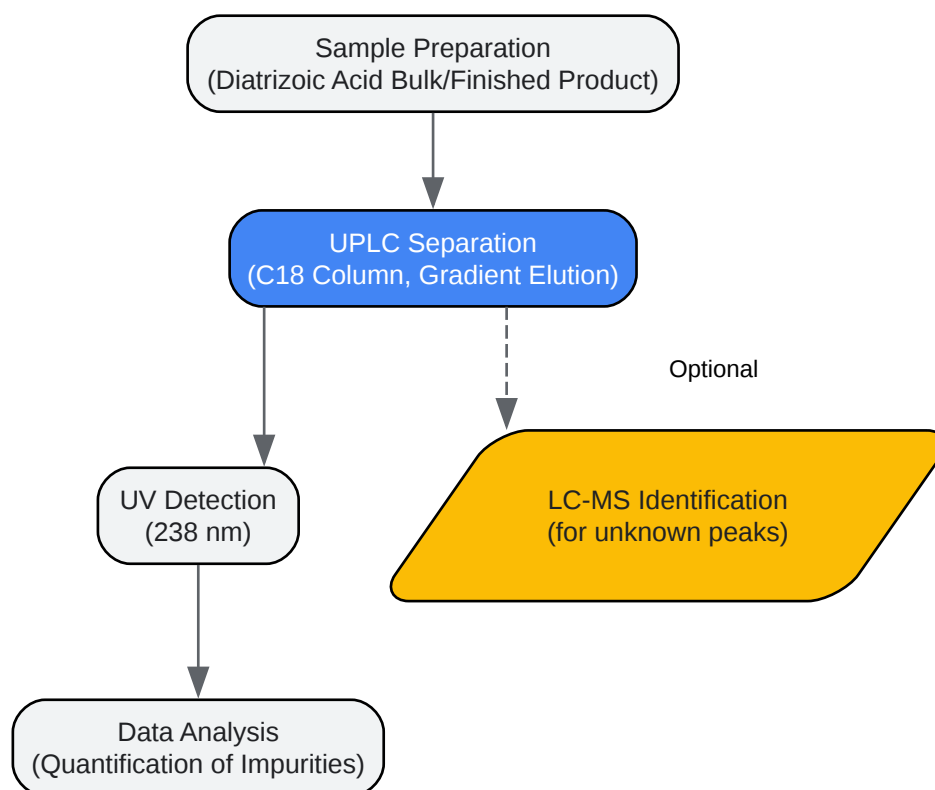 Sample Preparation
(Diatrizoic Acid Bulk/Finished Product)
UPLC Separation
(C18 Column, Gradient Elution)
Optional
UV Detection
(238 nm)
LC-MS Identification
(for unknown peaks)
Data Analysis
(Quantification of Impurities)